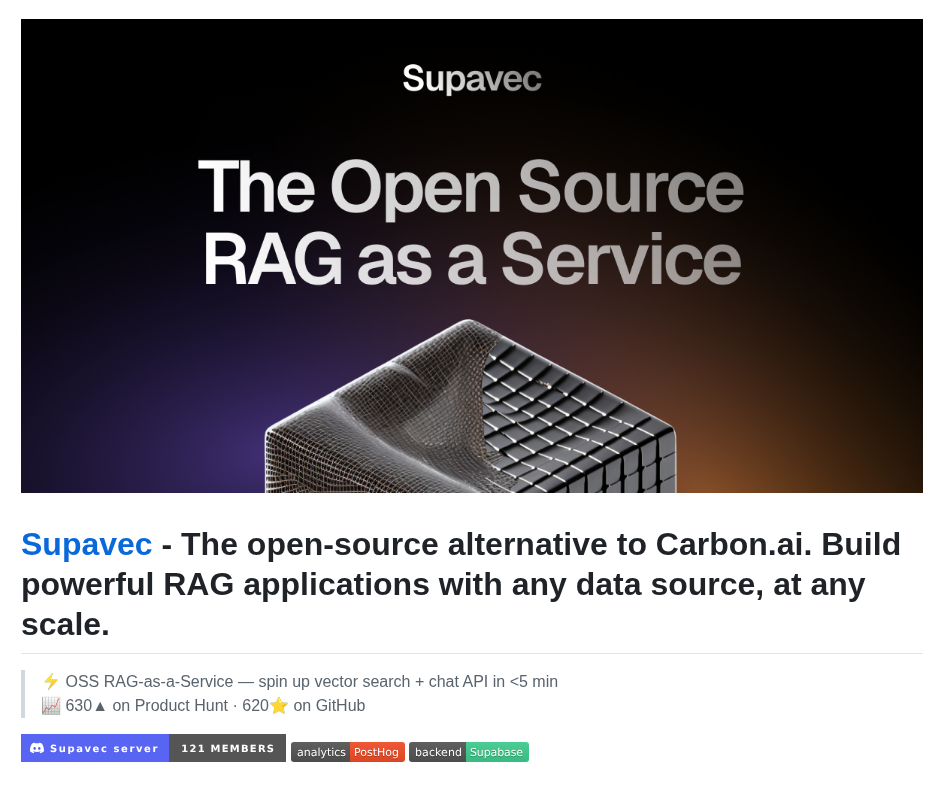 Supavec
The Open Source
RAG as a Service
Supavec - The open-source alternative to Carbon.ai. Build
powerful RAG applications with any data source, at any
scale.
⚡ OSS RAG-as-a-Service — spin up vector search + chat API in <5 min
📈 630▲ on Product Hunt · 620⭐ on GitHub
Supavec server 121 MEMBERS analytics PostHog backend Supabase